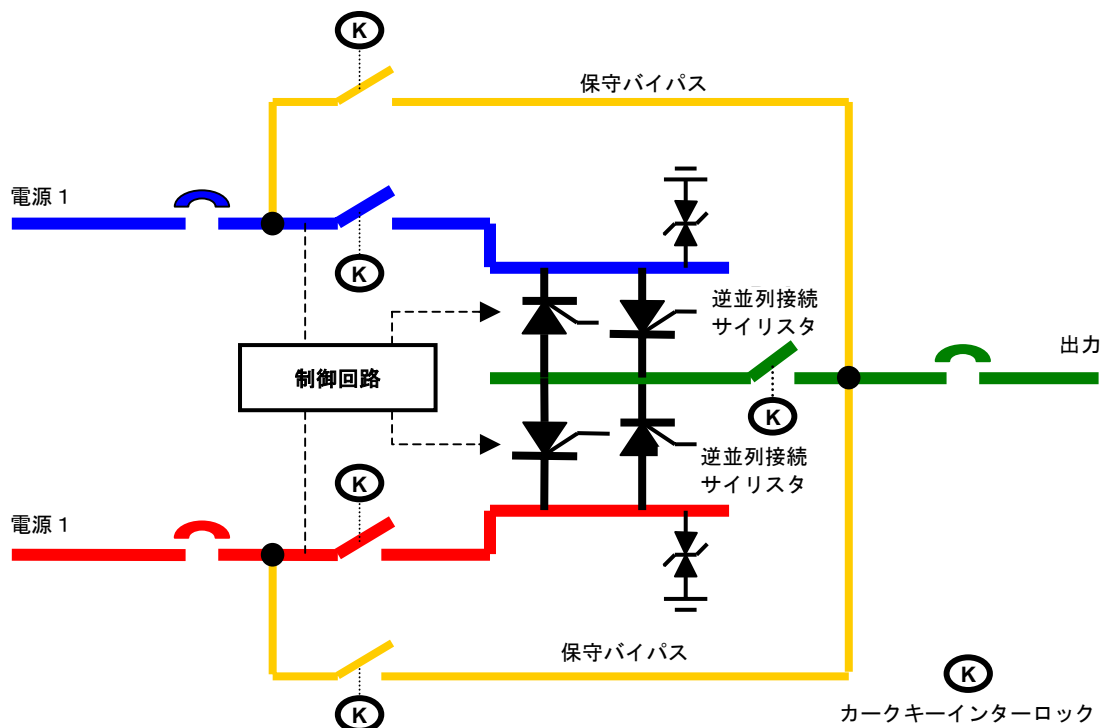 K
保守バイパス
電源１
K
逆並列接続
サイリスタ
出力
制御回路
K
逆並列接続
サイリスタ
K
電源１
保守バイパス
K
K
カークキーインターロック